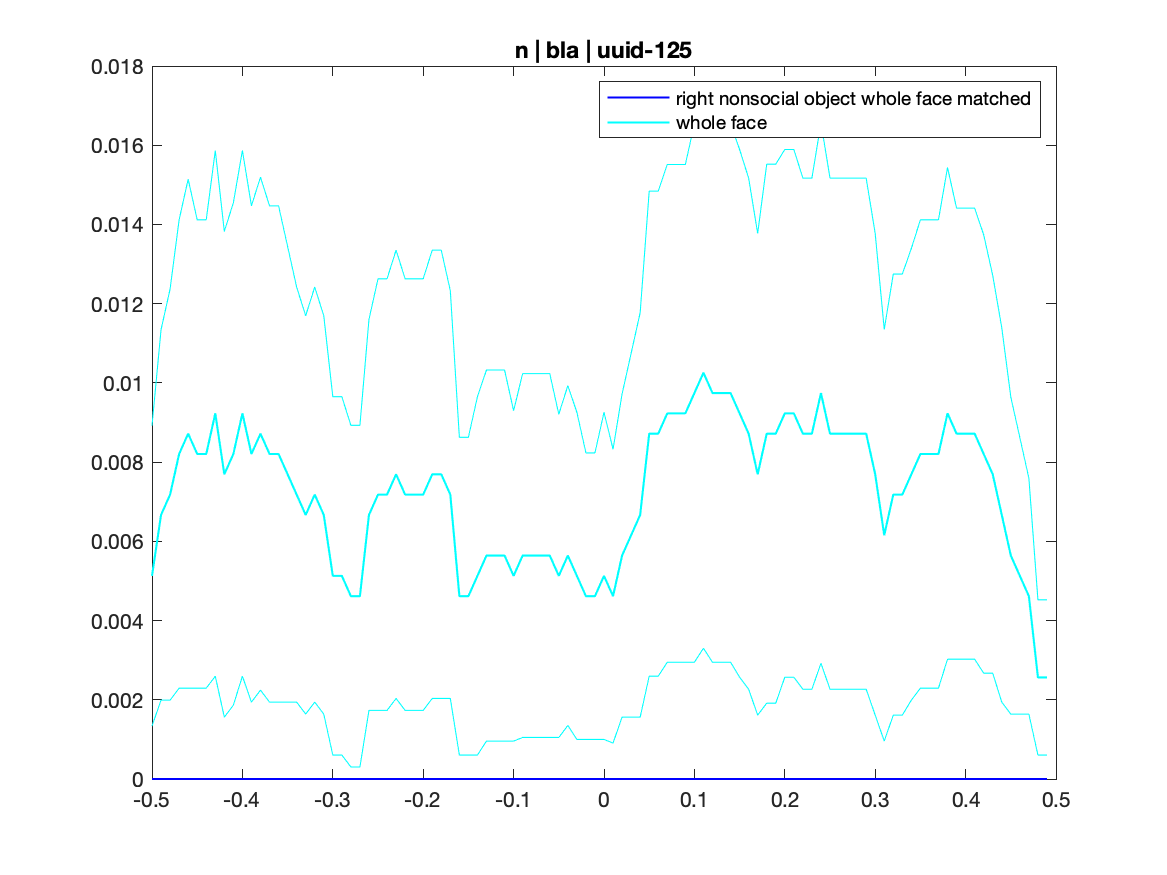 n | bla | uuid-125
right nonsocial object whole face matched
whole face
0.018
0.016
0.014
0.012
0.01
0.008
0.006
0.004
0.002
0
-0.5 -0.4 -0.3 -0.2 -0.1 0 0.1 0.2 0.3 0.4 0.5